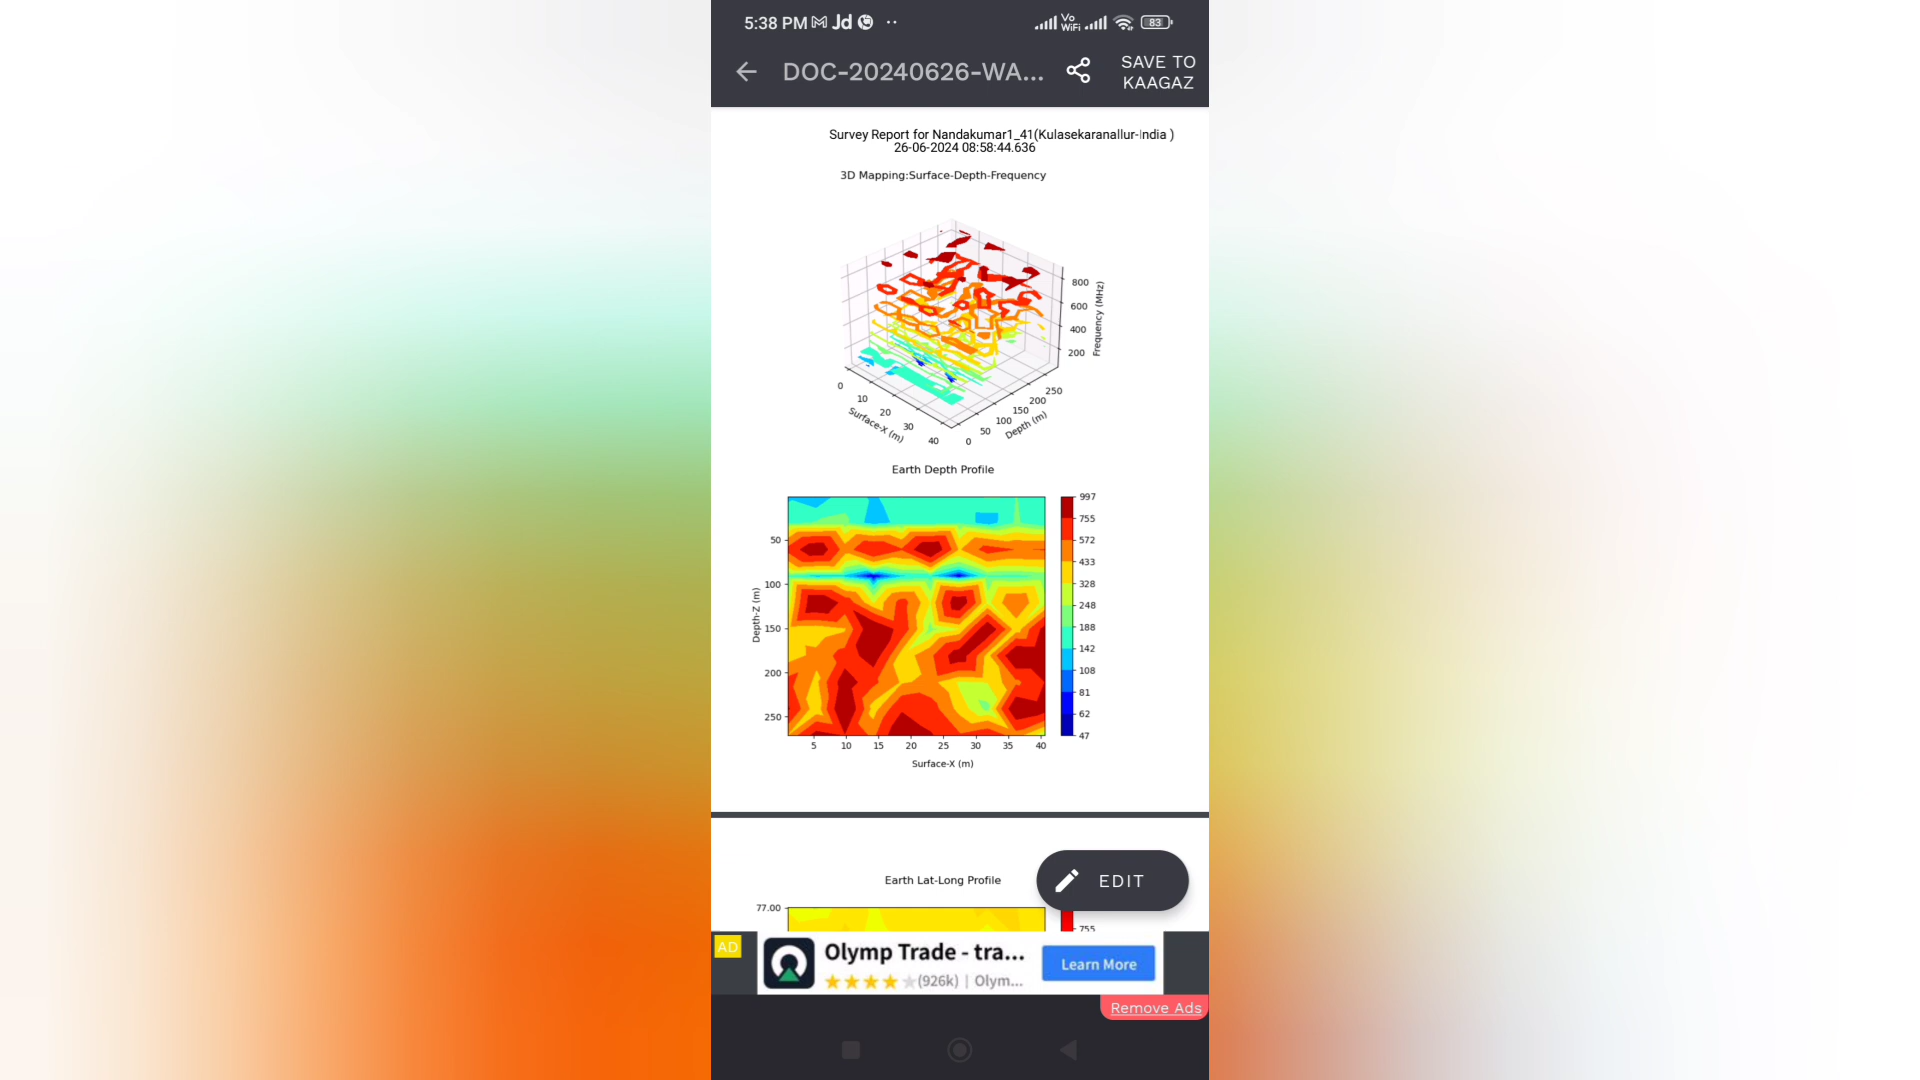 5:38 PM Jd
Vo
WiFi
83
DOC-20240626-WA...
SAVE TO
KAAGAZ
Survey Report for Nandakumar1_41(Kulasekaranallur-India )
26-06-2024 08:58:44.636
3D Mapping:Surface-Depth-Frequency
800
600
400
200
Frequency (MHz)
0
10
20
30
40
Surface-X (m)
0
50
100
150
200
250
Depth (m)
Earth Depth Profile
50
100
150
200
250
Depth-Z (m)
5 10 15 20 25 30 35 40
Surface-X (m)
997
755
572
433
328
248
188
142
108
81
62
47
Earth Lat-Long Profile
77.00
755
EDIT
AD
Olymp Trade - tra...
(926k) | Olym...
Learn More
Remove Ads